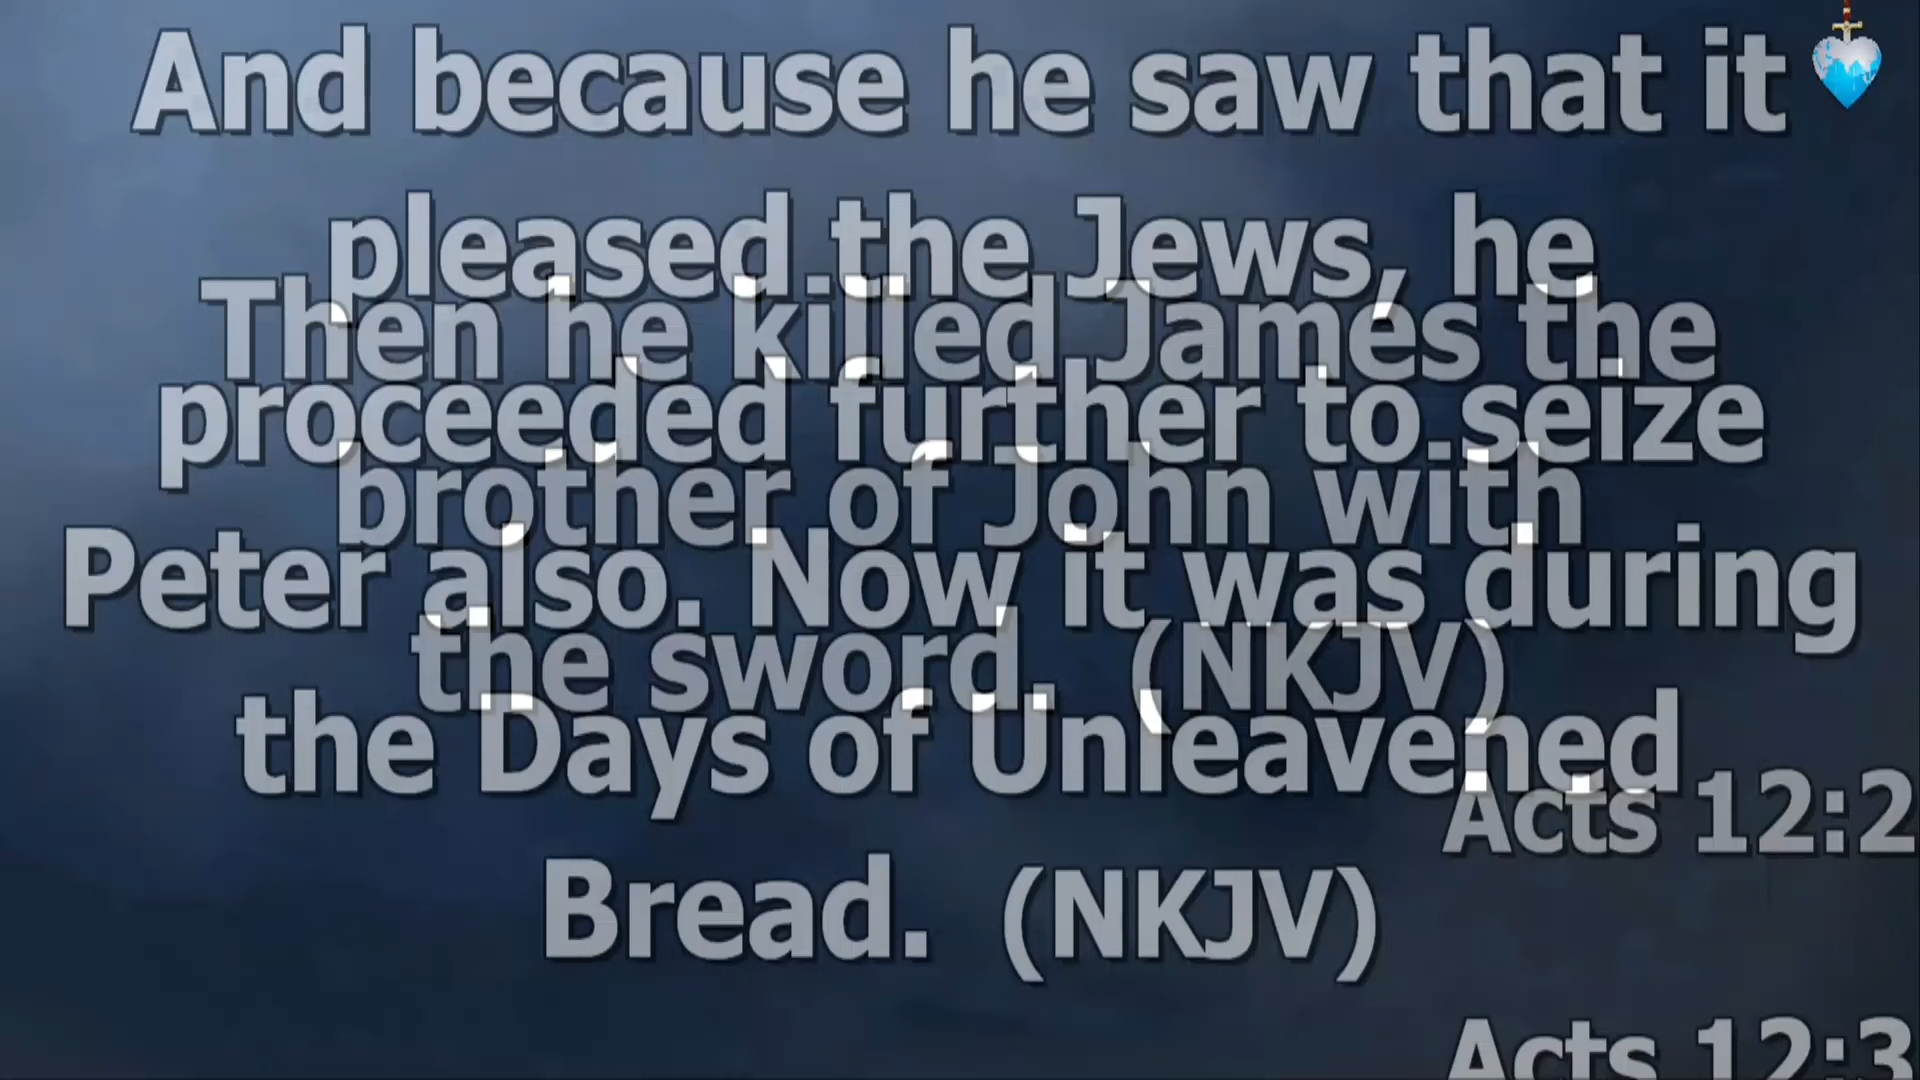 And because he saw that it
pleased the Jews, he
Then he killed James the
proceeded further to seize
brother of John with
Peter also. Now it was during
the sword. (NKJV)
the Days of Unleavened
Acts 12:2
Bread. (NKJV)
Acts 12:3